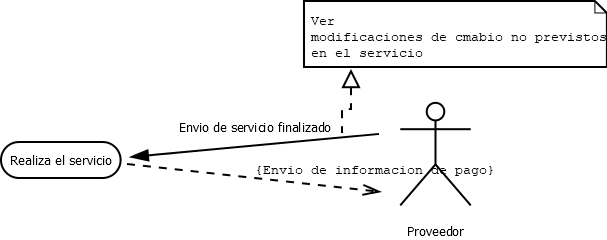 Ver
modificaciones de cmabio no previstos
en el servicio
Envio de servicio finalizado
Realiza el servicio
{Envio de informacion de pago}
Proveedor